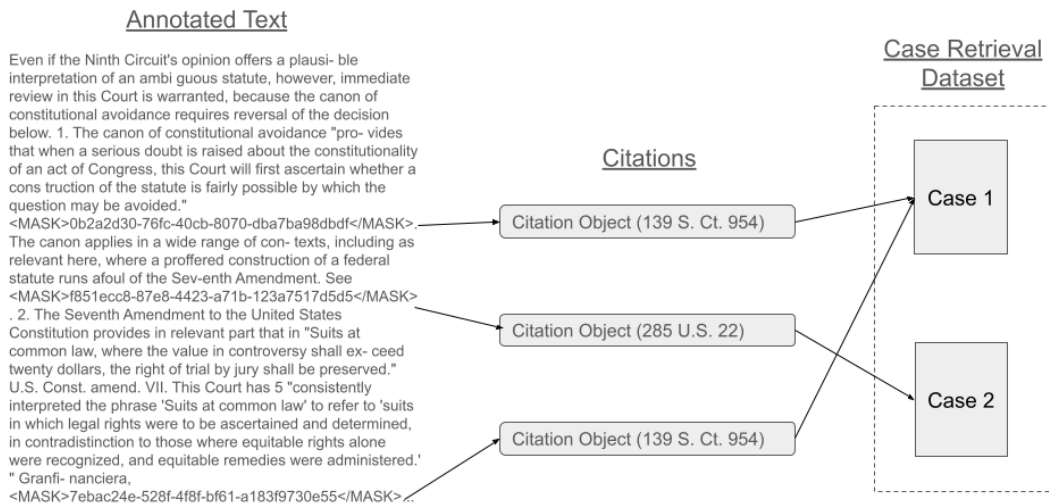 Annotated Text
Even if the Ninth Circuit's opinion offers a plausi- ble
interpretation of an ambi guous statute, however, immediate
review in this Court is warranted, because the canon of
constitutional avoidance requires reversal of the decision
below. 1. The canon of constitutional avoidance "pro- vides
that when a serious doubt is raised about the constitutionality
of an act of Congress, this Court will first ascertain whether a
cons truction of the statute is fairly possible by which the
question may be avoided."
<MASK>0b2a2d30-76fc-40cb-8070-dba7ba98dbdf</MASK>.
The canon applies in a wide range of con- texts, including as
relevant here, where a proffered construction of a federal
statute runs afoul of the Sev-enth Amendment. See
<MASK>f851ecc8-87e8-4423-a71b-123a7517d5d5</MASK>
. 2. The Seventh Amendment to the United States
Constitution provides in relevant part that in "Suits at
common law, where the value in controversy shall ex- ceed
twenty dollars, the right of trial by jury shall be preserved."
U.S. Const. amend. VII. This Court has 5 "consistently
interpreted the phrase 'Suits at common law' to refer to 'suits
in which legal rights were to be ascertained and determined,
in contradistinction to those where equitable rights alone
were recognized, and equitable remedies were administered.'
" Granfi- nanciera,
<MASK>7ebac24e-528f-4f8f-bf61-a183f9730e55</MASK>...
Citations
Citation Object (139 S. Ct. 954)
Citation Object (285 U.S. 22)
Citation Object (139 S. Ct. 954)
Case Retrieval
Dataset
Case 1
Case 2